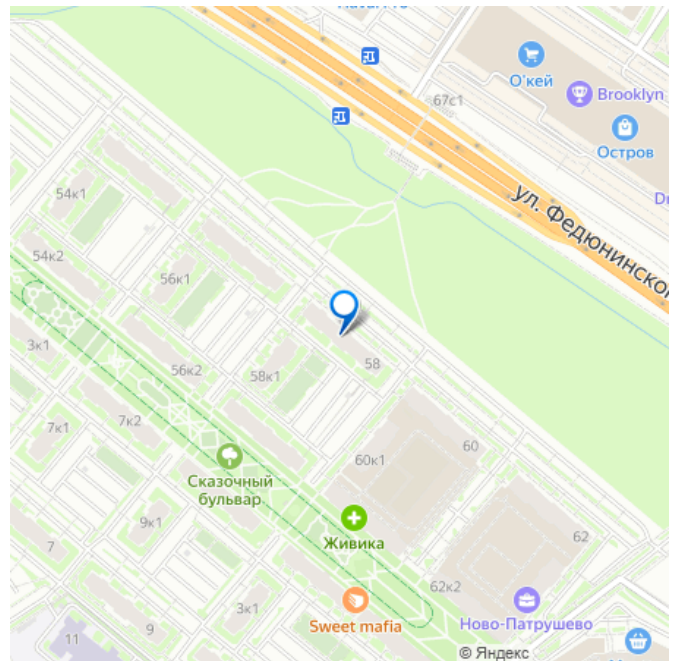 О'кей
Brooklyn
67с1
Остров
ул. Федюнинског
54к1
54к2
56к1
3к1
56к2
58к1
58
7к1
7к2
60к1
60
Сказочный
бульвар
9к1
7
Живика
62
62к2
3к1
Ново-Патрушево
9
Sweet mafia
11
© Яндекс